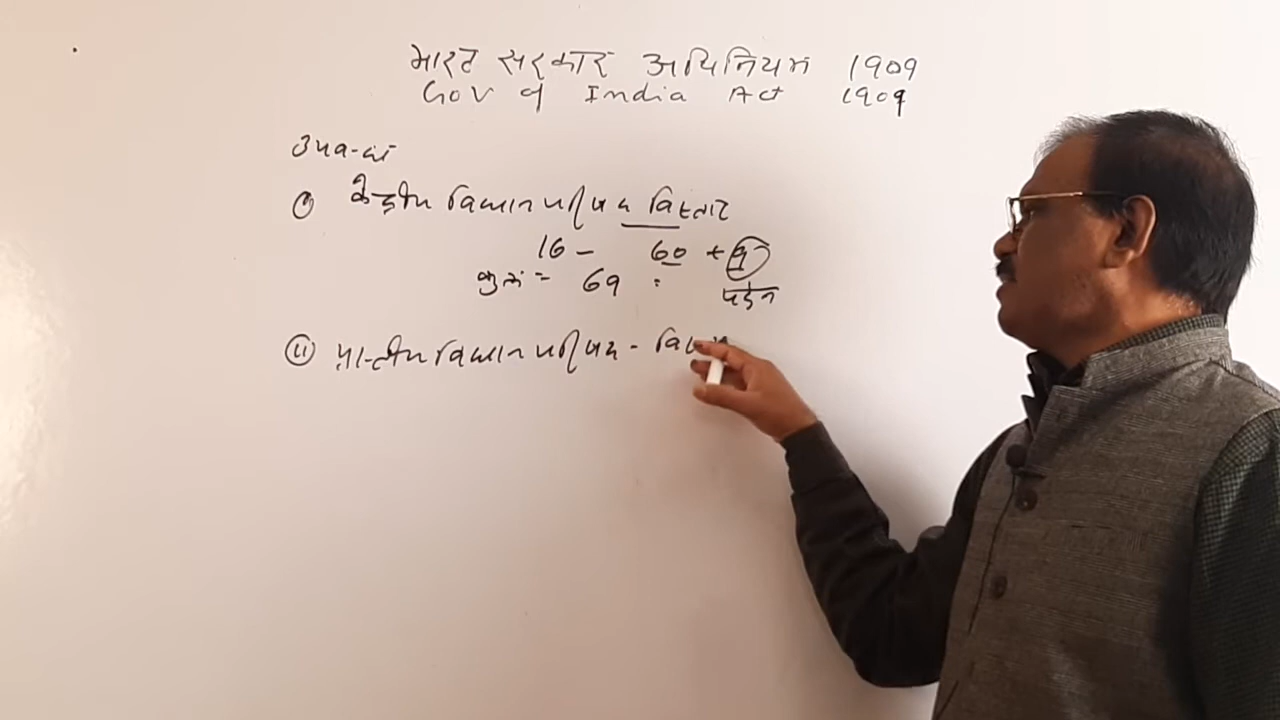 भारत सरकार अधिनियम 1909
Gov of India Act 1909
उपबन्ध
① केन्द्रीय विधान परिषद विस्तार
16 - 60 + 9
कुल = 69 :
पदेन
② प्रान्तीय विधान परिषद -